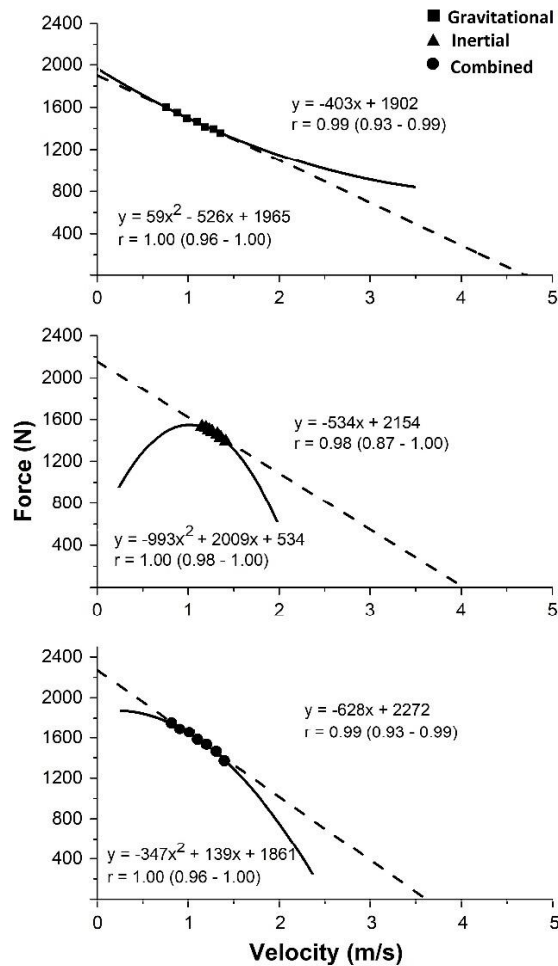 Gravitational
Inertial
Combined
2400
2000
1600
1200
800
400
0
1
2
3
4
5
y = -403x + 1902
r = 0.99 (0.93 - 0.99)
y = 59x² - 526x + 1965
r = 1.00 (0.96 - 1.00)
Force (N)
2400
2000
1600
1200
800
400
0
1
2
3
4
5
y = -534x + 2154
r = 0.98 (0.87 - 1.00)
y = -993x² + 2009x + 534
r = 1.00 (0.98 - 1.00)
2400
2000
1600
1200
800
400
0
1
2
3
4
5
y = -628x + 2272
r = 0.99 (0.93 - 0.99)
y = -347x² + 139x + 1861
r = 1.00 (0.96 - 1.00)
Velocity (m/s)